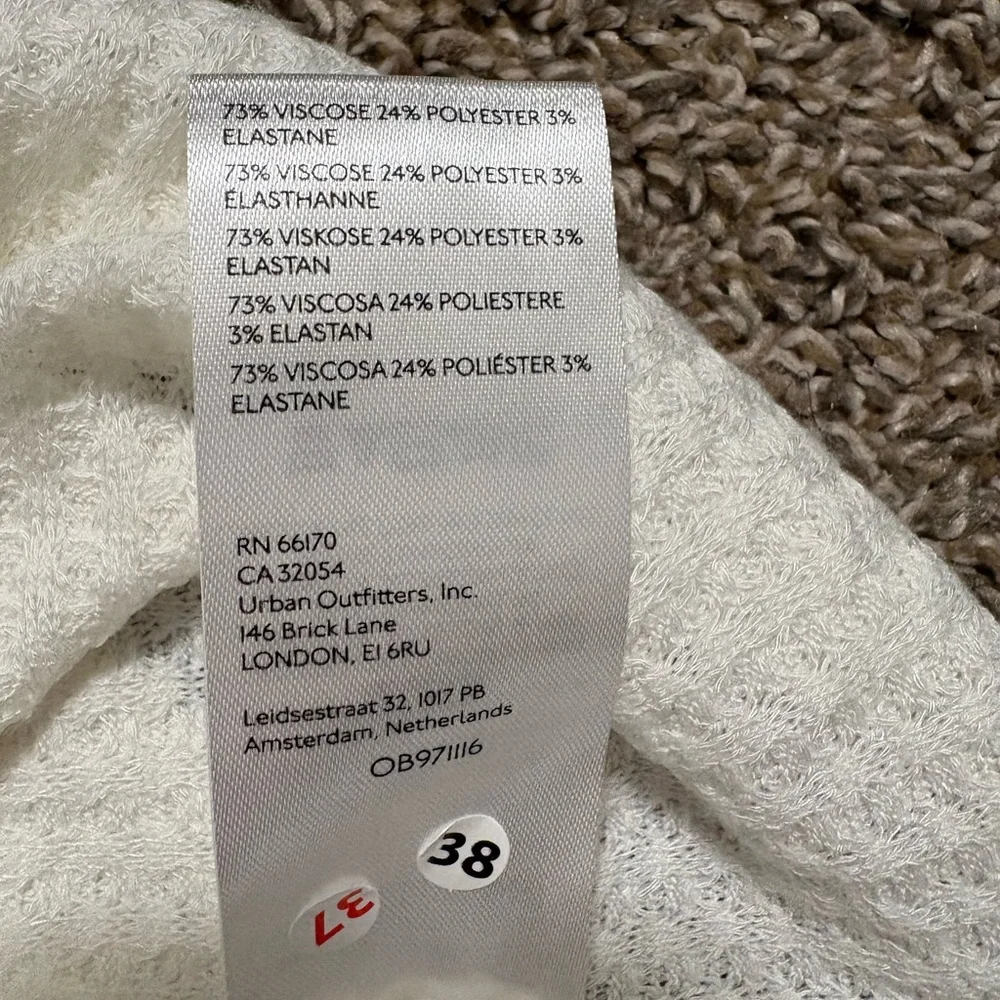 73% VISCOSE 24% POLYESTER 3%
ELASTANE
73% VISCOSE 24% POLYESTER 3%
ÉLASTHANNE
73% VISKOSE 24% POLYESTER 3%
ELASTAN
73% VISCOSA 24% POLIESTERE
3% ELASTAN
73% VISCOSA 24% POLIÉSTER 3%
ELASTANE
RN 66170
CA 32054
Urban Outfitters, Inc.
146 Brick Lane
LONDON, E1 6RU
Leidsestraat 32, 1017 PB
Amsterdam, Netherlands
OB971116
38
37